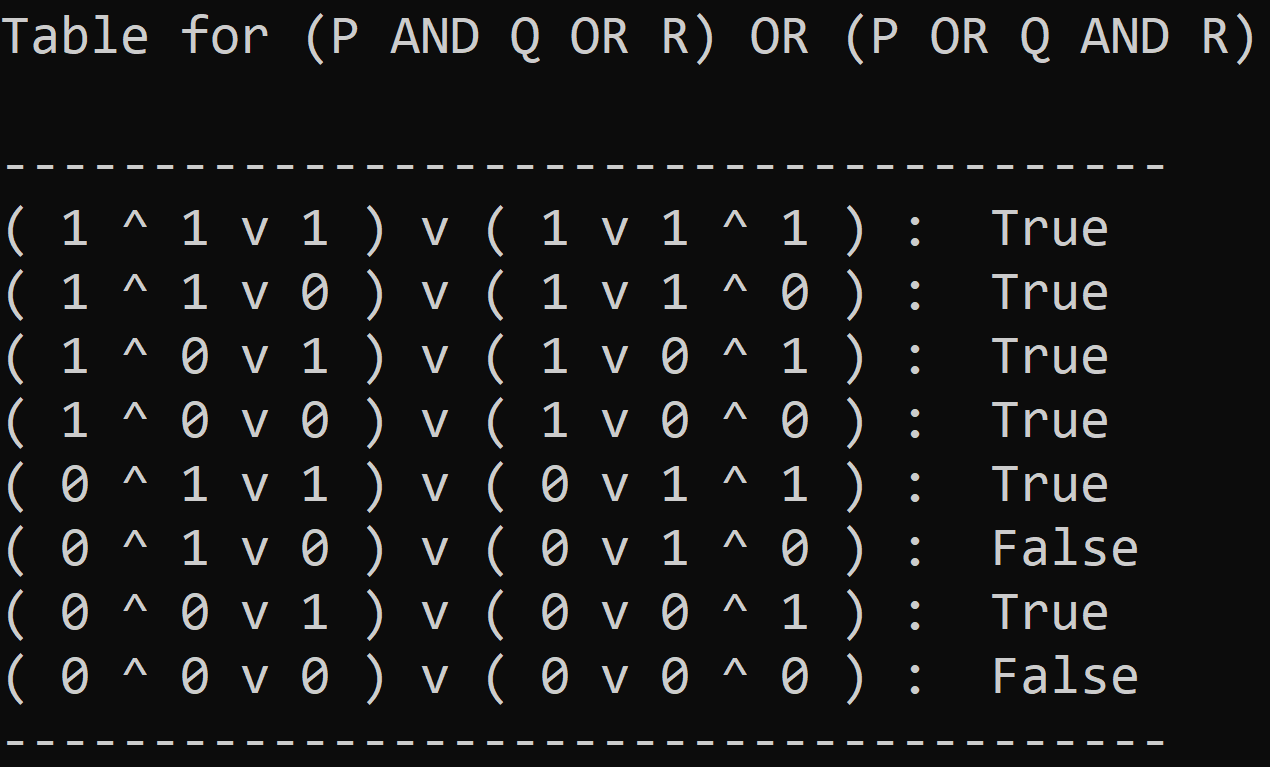 Table for (P AND Q OR R) OR (P OR Q AND R)
---------------------------------------
( 1 ^ 1 v 1 ) v ( 1 v 1 ^ 1 ) :  True
( 1 ^ 1 v 0 ) v ( 1 v 1 ^ 0 ) :  True
( 1 ^ 0 v 1 ) v ( 1 v 0 ^ 1 ) :  True
( 1 ^ 0 v 0 ) v ( 1 v 0 ^ 0 ) :  True
( 0 ^ 1 v 1 ) v ( 0 v 1 ^ 1 ) :  True
( 0 ^ 1 v 0 ) v ( 0 v 1 ^ 0 ) :  False
( 0 ^ 0 v 1 ) v ( 0 v 0 ^ 1 ) :  True
( 0 ^ 0 v 0 ) v ( 0 v 0 ^ 0 ) :  False
---------------------------------------